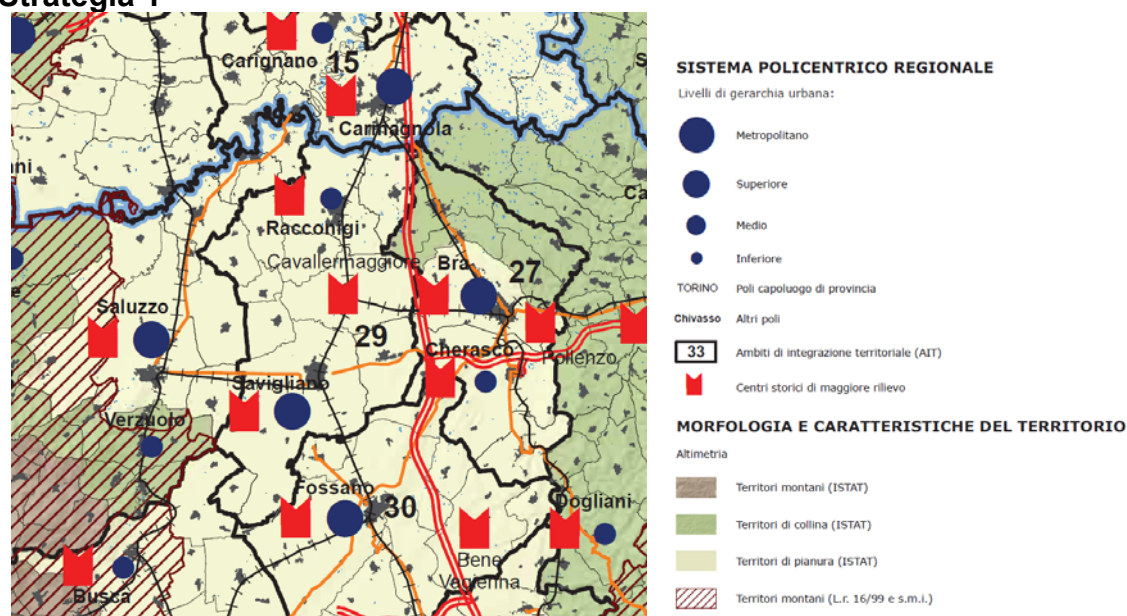 Strategia 1
Carignano
15
Carmagnola
Racconigi
Cavallermaggiore
Bra
27
Saluzzo
29
Cherasco
Pollenzo
Savigliano
Verzuolo
Fossano
30
Dogliani
Bene
Vagienna
Busca
SISTEMA POLICENTRICO REGIONALE
Livelli di gerarchia urbana:
Metropolitano
Superiore
Medio
Inferiore
TORINO Poli capoluogo di provincia
Chivasso Altri poli
33 Ambiti di integrazione territoriale (AIT)
Centri storici di maggiore rilievo
MORFOLOGIA E CARATTERISTICHE DEL TERRITORIO
Altimetria
Territori montani (ISTAT)
Territori di collina (ISTAT)
Territori di pianura (ISTAT)
Territori montani (L.r. 16/99 e s.m.i.)